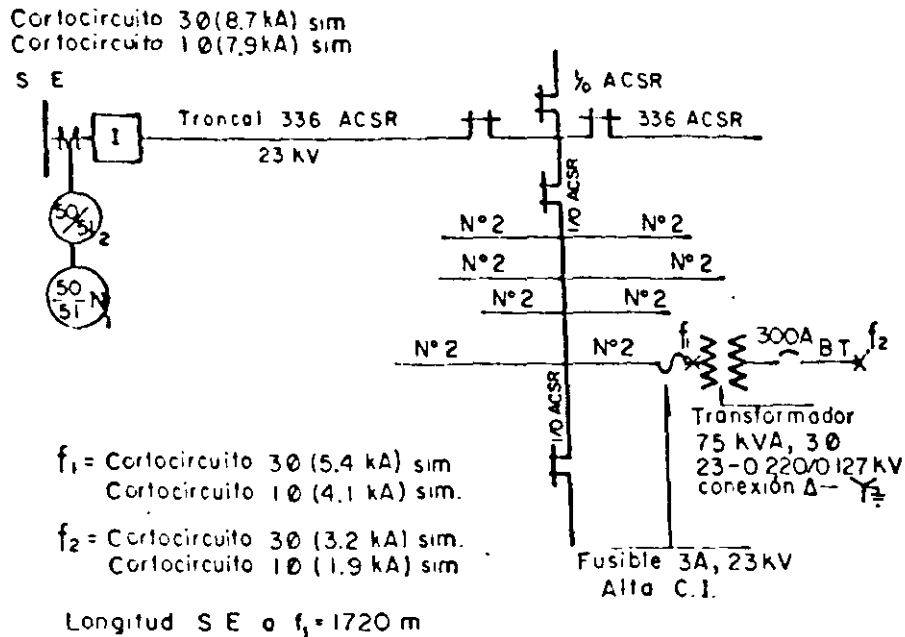 Cortocircuito 3Ø(8.7 kA) sim
Cortocircuito 1Ø(7.9kA) sim
S E
1/0 ACSR
I
Troncal 336 ACSR
336 ACSR
23 KV
50/51 2
1/0 ACSR
50
51 N 1
Nº 2
Nº 2
Nº 2
Nº 2
Nº 2
Nº 2
Nº 2
Nº 2
f₁
300A
BT
f₂
1/0 ACSR
Transformador
75 KVA, 3Ø
23-0 220/0 127 KV
conexión Δ-
f₁ = Cortocircuito 3Ø (5.4 kA) sim
Cortocircuito 1Ø (4.1 kA) sim.
f₂ = Cortocircuito 3Ø (3.2 kA) sim.
Cortocircuito 1Ø (1.9 kA) sim
Fusible 3A, 23KV
Alta C.I.
Longitud S E a f₁ = 1720 m